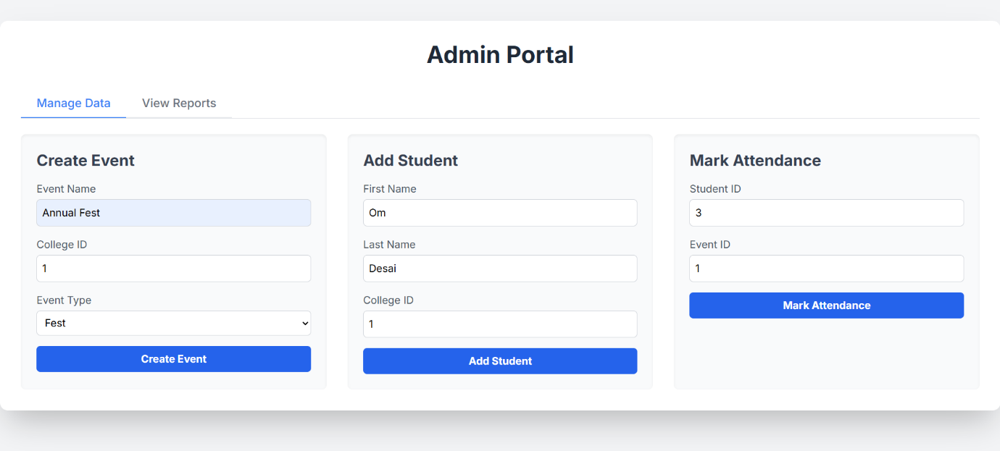 Admin Portal
Manage Data
View Reports
Create Event
Event Name
Annual Fest
College ID
1
Event Type
Fest
Create Event
Add Student
First Name
Om
Last Name
Desai
College ID
1
Add Student
Mark Attendance
Student ID
3
Event ID
1
Mark Attendance